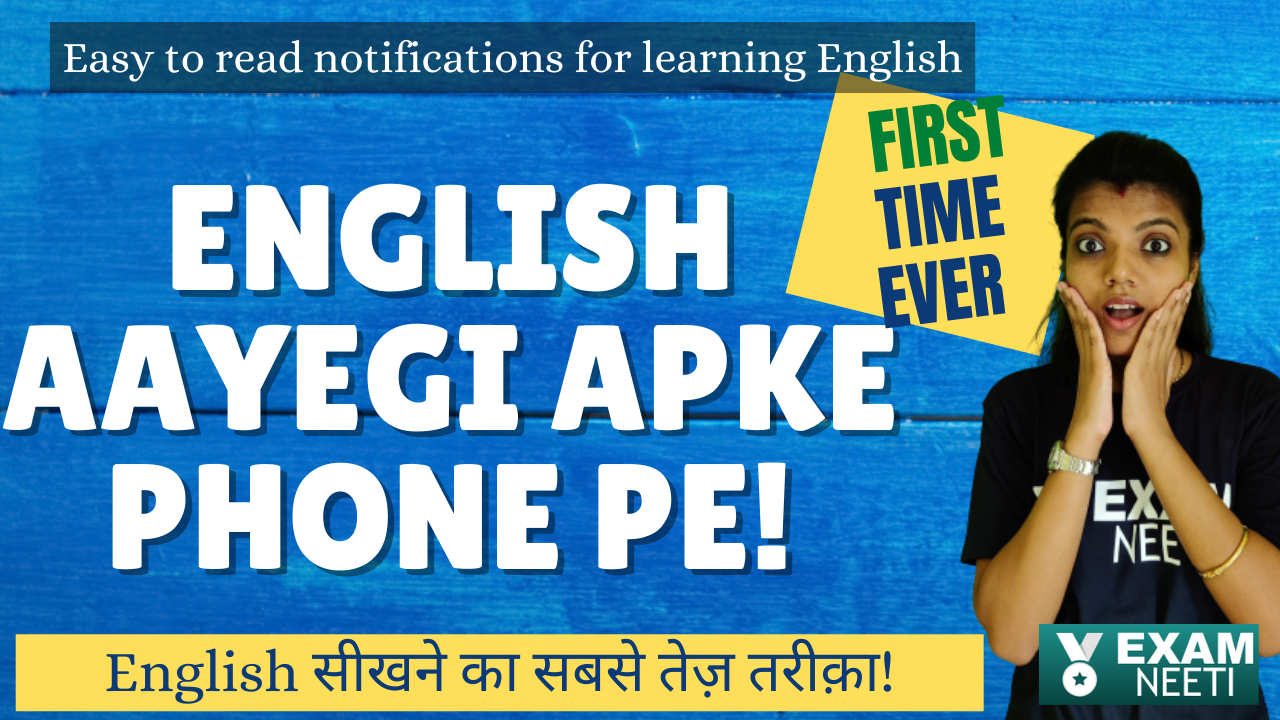 Easy to read notifications for learning English
FIRST
TIME
EVER
ENGLISH
AAYEGI APKE
PHONE PE!
English सीखने का सबसे तेज़ तरीक़ा!
EXAM
NEETI